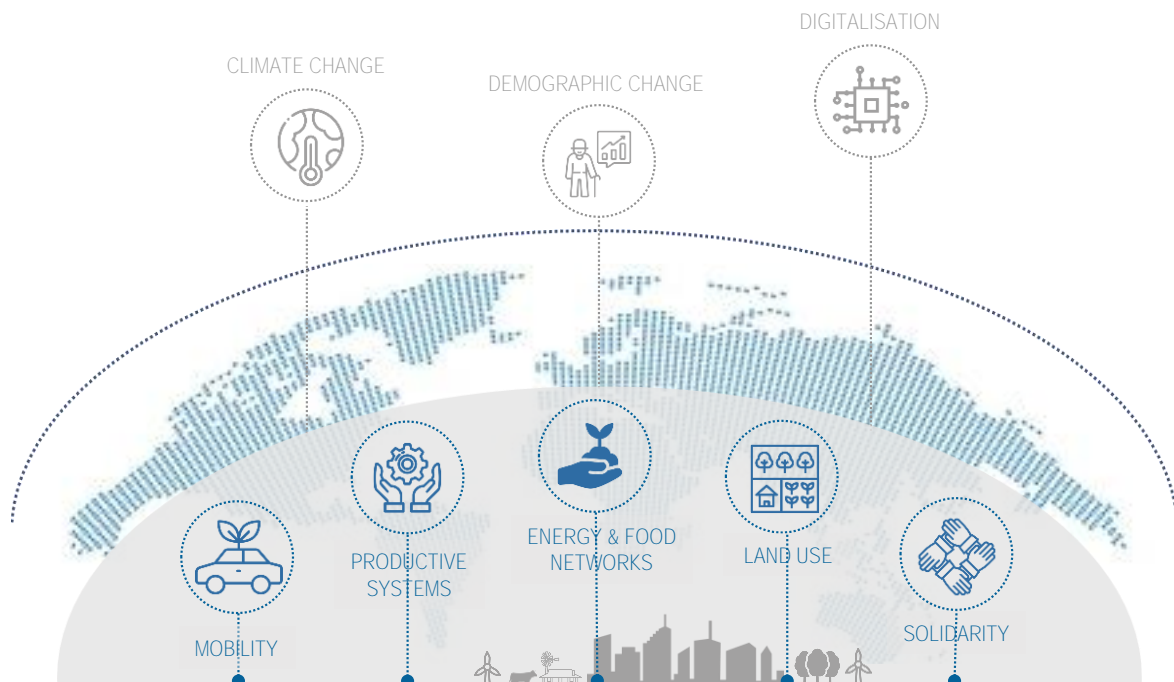 DIGITALISATION
CLIMATE CHANGE
DEMOGRAPHIC CHANGE
ENERGY & FOOD
NETWORKS
PRODUCTIVE
SYSTEMS
LAND USE
MOBILITY
SOLIDARITY